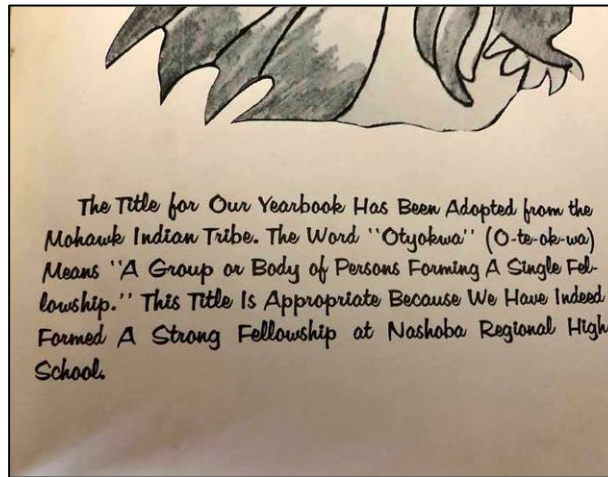 The Title for Our Yearbook Has Been Adopted from the
Mohawk Indian Tribe. The Word "Otyokwa" (O-te-ok-wa)
Means "A Group or Body of Persons Forming A Single Fel-
lowship." This Title Is Appropriate Because We Have Indeed
Formed A Strong Fellowship at Nashoba Regional High
School.